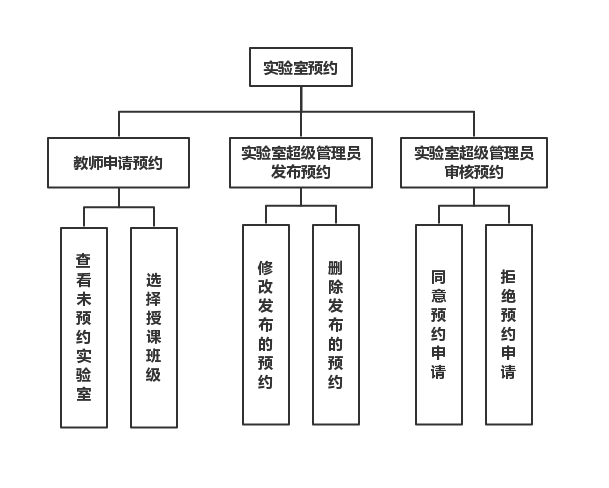 实验室预约
教师申请预约
实验室超级管理员
发布预约
实验室超级管理员
审核预约
查看未预约实验室
选择授课班级
修改发布的预约
删除发布的预约
同意预约申请
拒绝预约申请